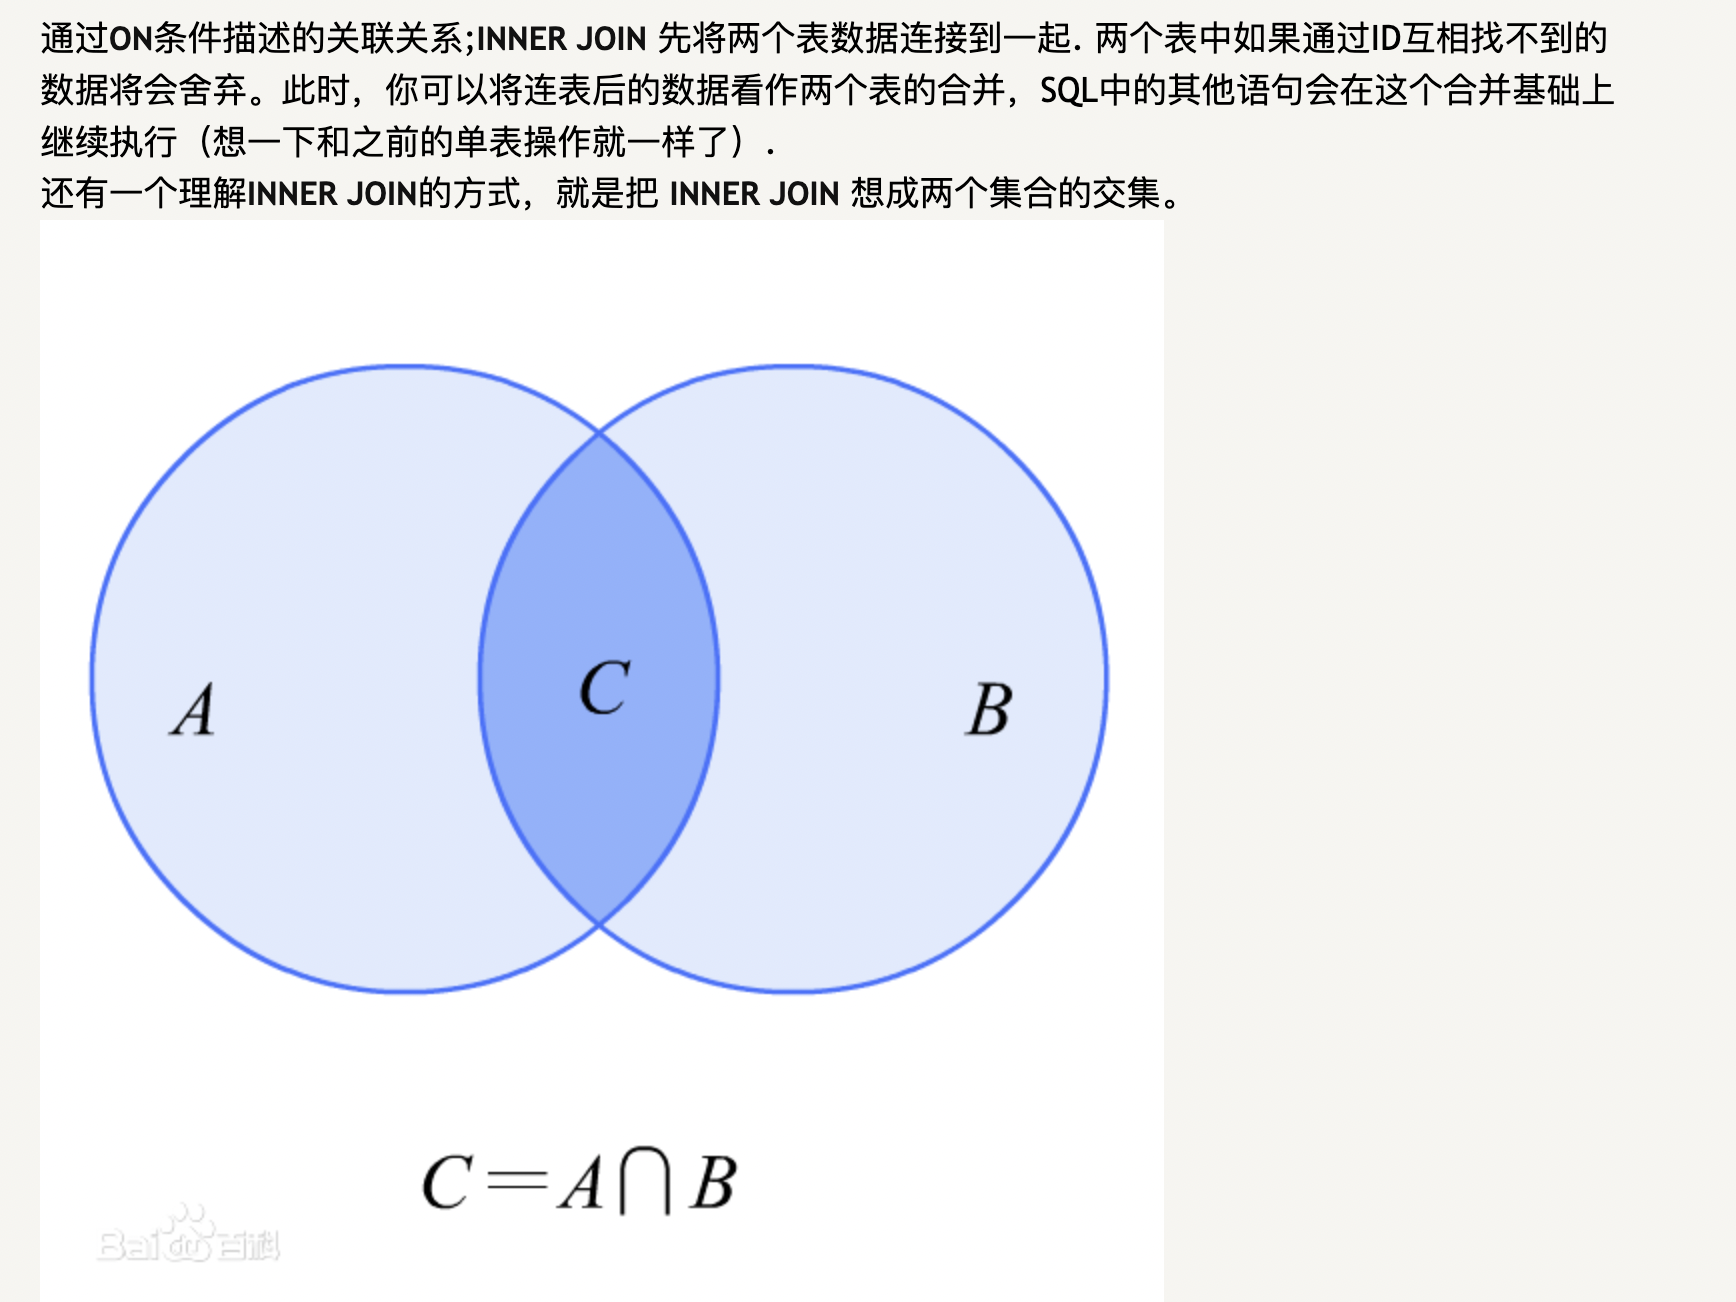 通过ON条件描述的关联关系;INNER JOIN 先将两个表数据连接到一起. 两个表中如果通过ID互相找不到的
数据将会舍弃。此时，你可以将连表后的数据看作两个表的合并，SQL中的其他语句会在这个合并基础上
继续执行（想一下和之前的单表操作就一样了）.
还有一个理解INNER JOIN的方式，就是把 INNER JOIN 想成两个集合的交集。
A
C
B
C=A∩B
Bai du 百科